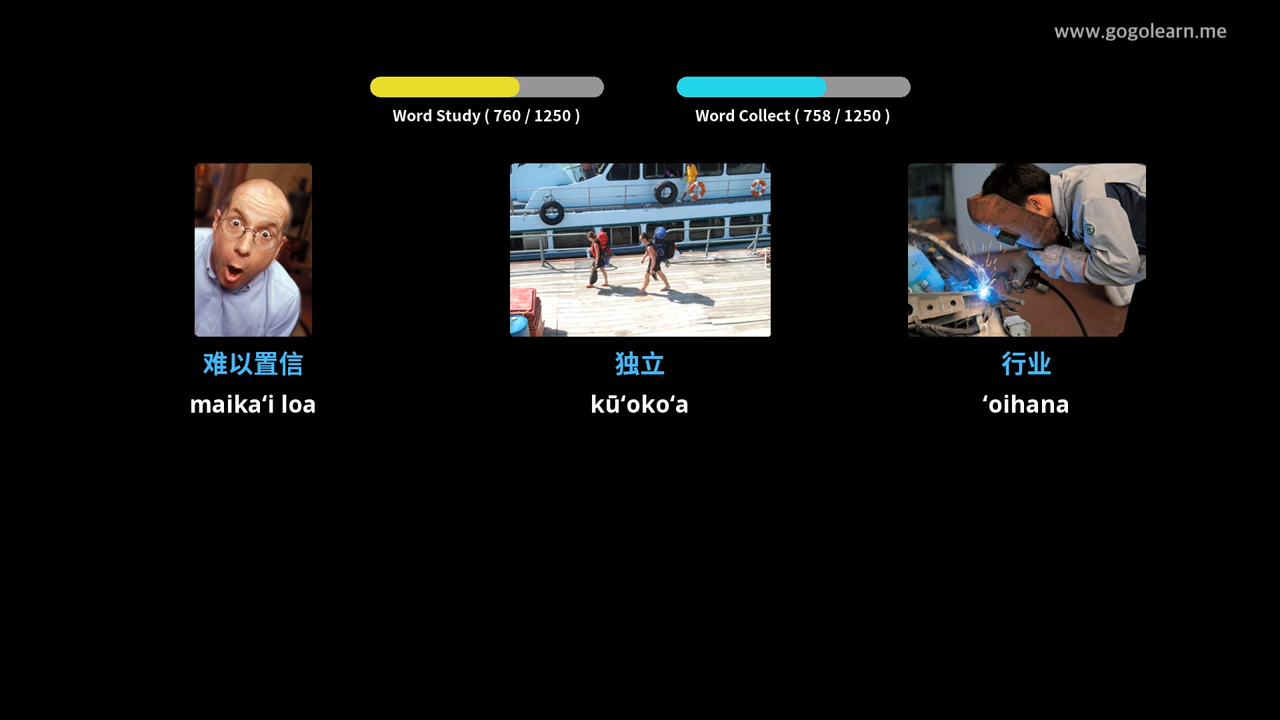 www.gogolearn.me
Word Study ( 760 / 1250 )
Word Collect ( 758 / 1250 )
难以置信
maikaʻi loa
独立
kūʻokoʻa
行业
ʻoihana